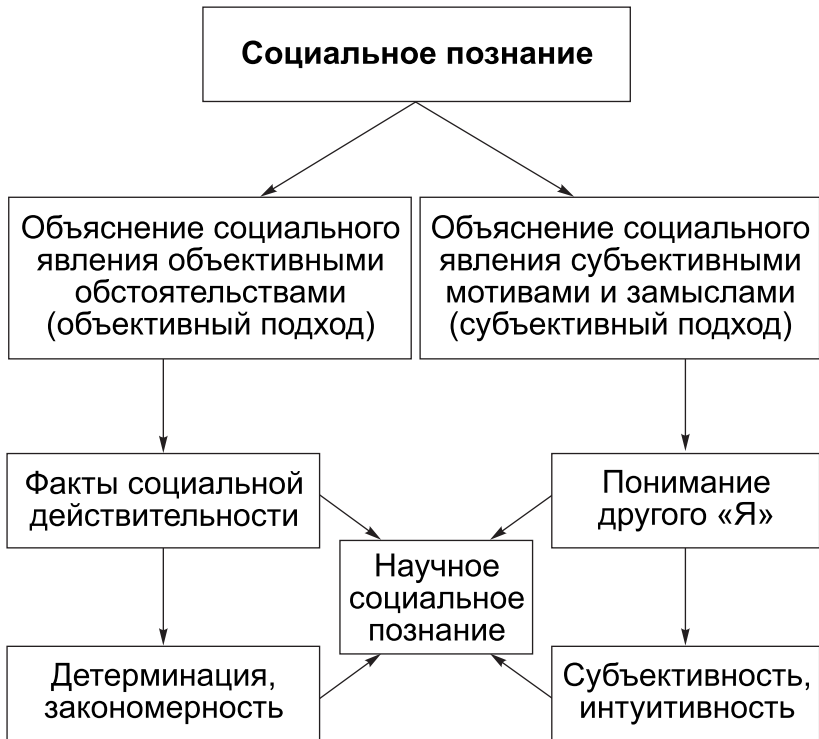 Социальное познание
Объяснение социального
явления объективными
обстоятельствами
(объективный подход)
Объяснение социального
явления субъективными
мотивами и замыслами
(субъективный подход)
Факты социальной
действительности
Понимание
другого «Я»
Научное
социальное
познание
Детерминация,
закономерность
Субъективность,
интуитивность